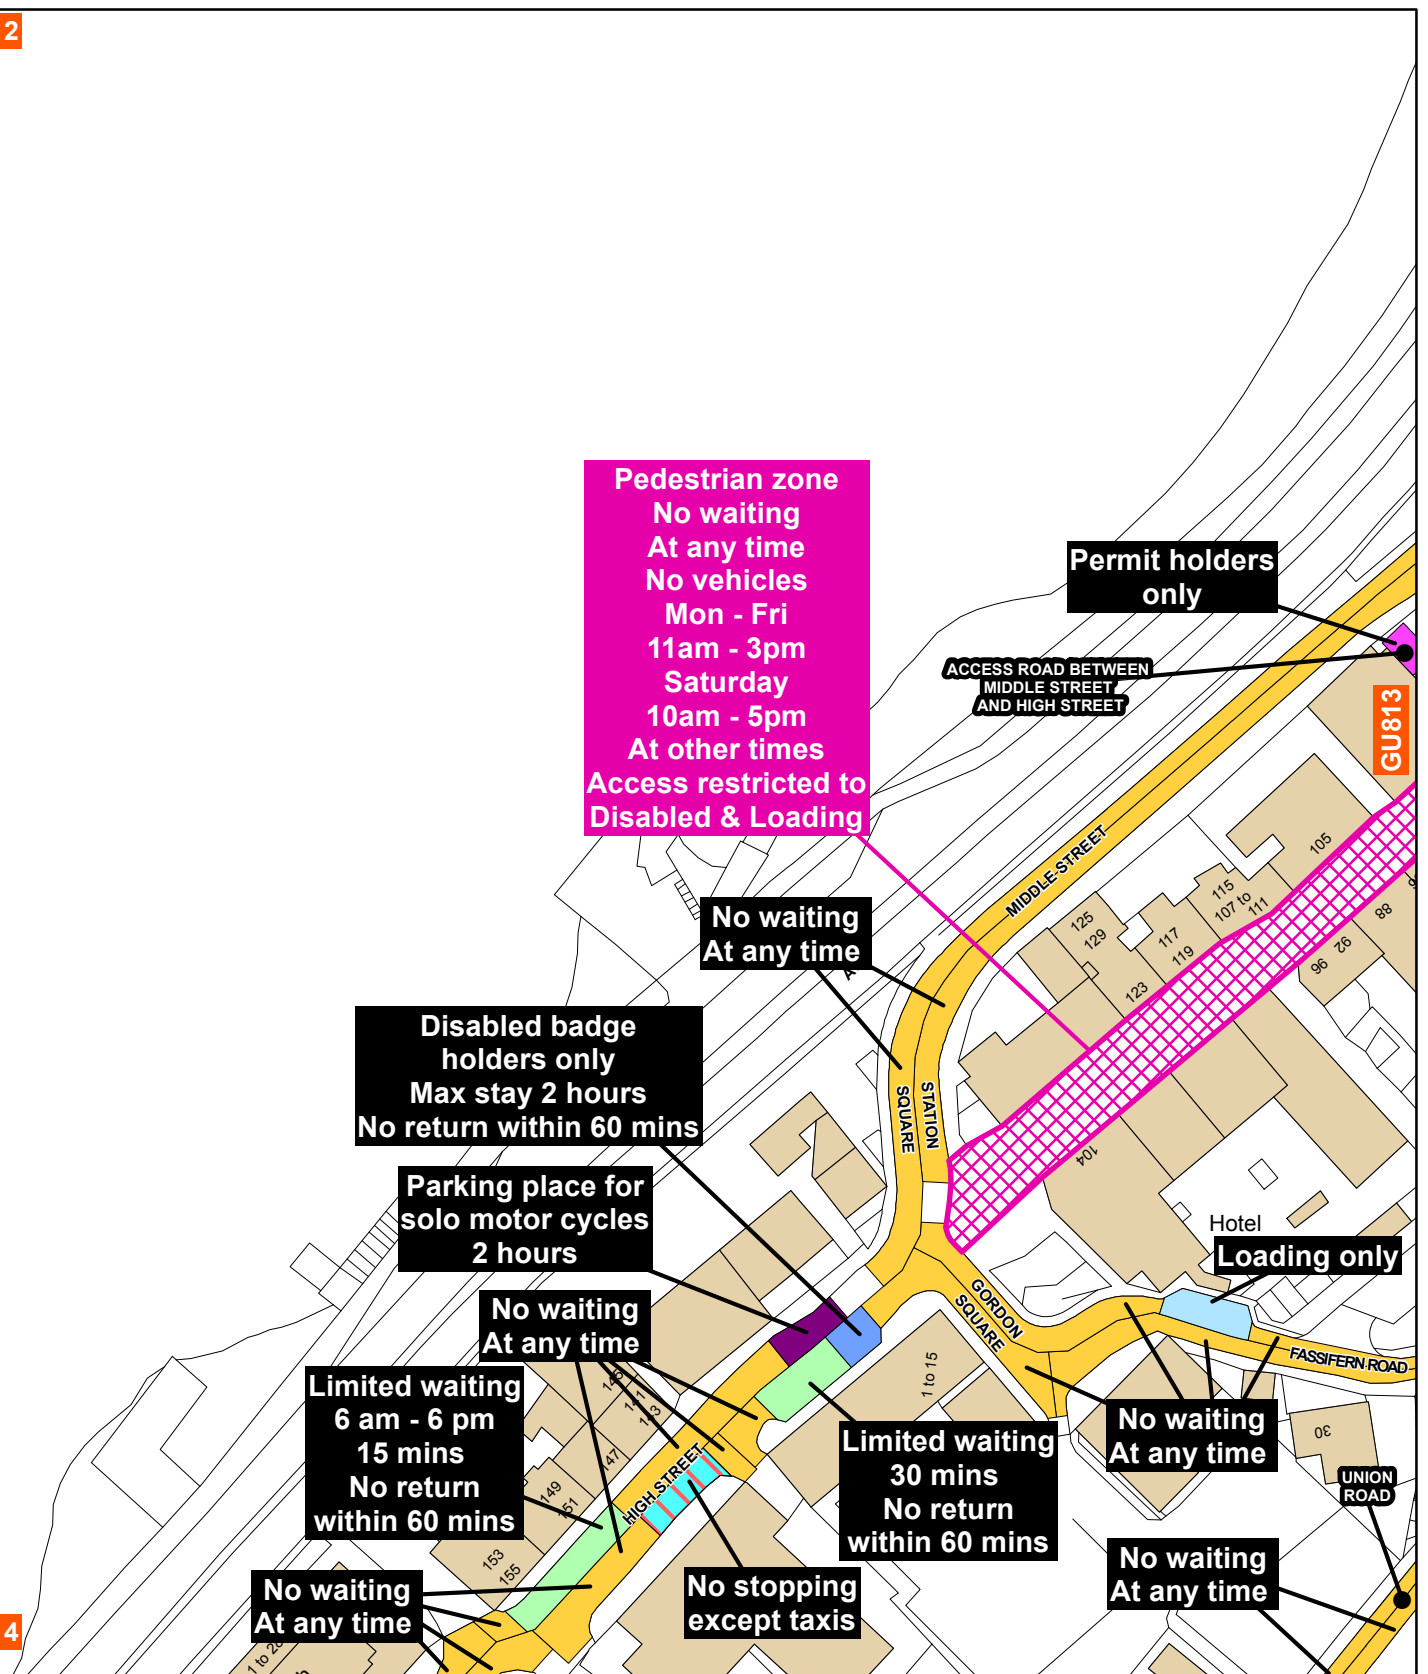 2
Pedestrian zone
No waiting
At any time
No vehicles
Mon - Fri
11am - 3pm
Saturday
10am - 5pm
At other times
Access restricted to
Disabled & Loading
Permit holders
only
ACCESS ROAD BETWEEN
MIDDLE STREET
AND HIGH STREET
GU813
MIDDLE STREET
105
115
107 to
111
88
125
129
117
119
92
96
123
No waiting
At any time
Disabled badge
holders only
Max stay 2 hours
No return within 60 mins
STATION
SQUARE
104
Parking place for
solo motor cycles
2 hours
Hotel
Loading only
No waiting
At any time
GORDON
SQUARE
FASSIFERN ROAD
1 to 15
145
141
143
147
Limited waiting
6 am - 6 pm
15 mins
No return
within 60 mins
149
151
HIGH STREET
Limited waiting
30 mins
No return
within 60 mins
No waiting
At any time
30
UNION
ROAD
153
155
No waiting
At any time
No stopping
except taxis
No waiting
At any time
4